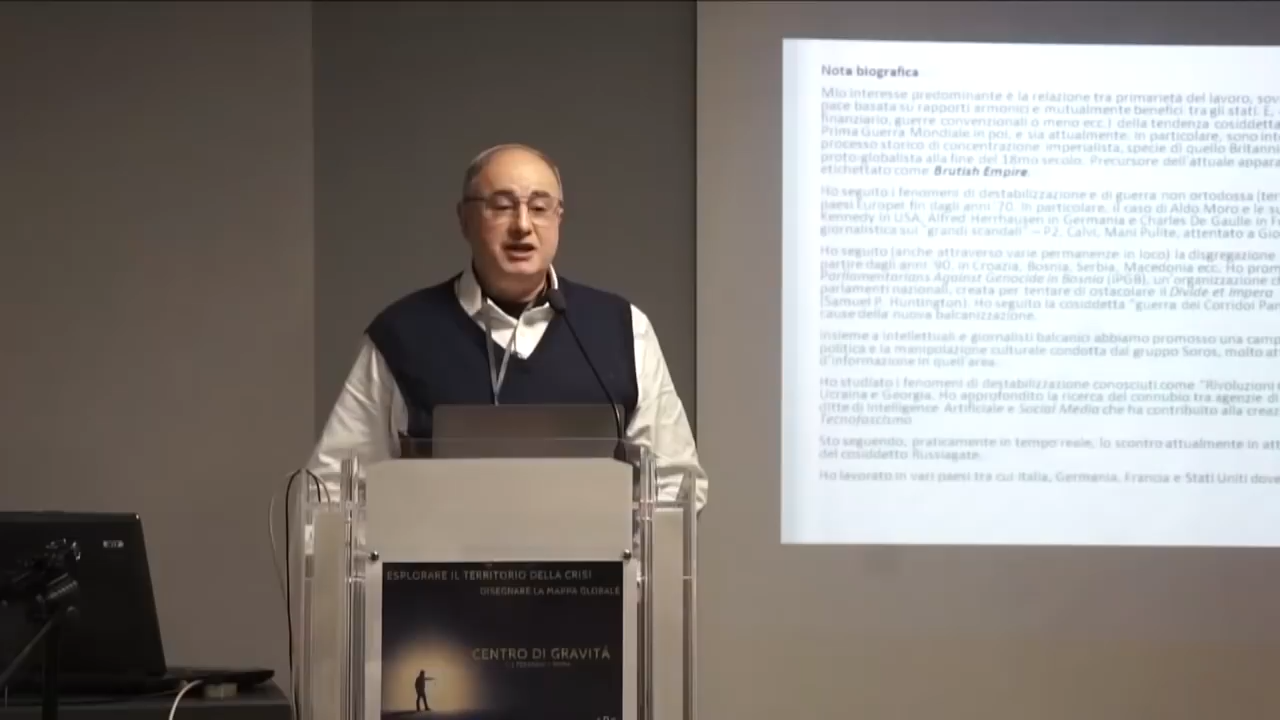 Nota biografica
Mio interesse predominante è la relazione tra primarietà del lavoro, sov
pace basata su rapporti armonici e mutualmente benefici tra gli stati. E,
finanziario, guerre convenzionali o meno ecc.) della tendenza cosiddetta
Prima Guerra Mondiale in poi, e sia attualmente. In particolare, sono int
processo storico di concentrazione imperialista, specie di quello Britanni
proto-globalista alla fine del 18mo secolo. Precursore dell'attuale appara
etichettato come Brutish Empire.
Ho seguito i fenomeni di destabilizzazione e di guerra non ortodossa (ter
paesi Europei fin dagli anni '70. In particolare, il caso di Aldo Moro e le su
Kennedy in USA, Alfred Herrhausen in Germania e Charles De Gaulle in F
giornalistica sui "grandi scandali" – P2, Calvi, Mani Pulite, attentato a Gio
Ho seguito (anche attraverso varie permanenze in loco) la disgregazione
partire dagli anni '90, in Croazia, Bosnia, Serbia, Macedonia ecc. Ho prom
Parliamentarians Against Genocide in Bosnia (IPGB), un'organizzazione ch
parlamenti nazionali, creata per tentare di ostacolare il Divide et Impera
(Samuel P. Huntington). Ho seguito la cosiddetta "guerra dei Corridoi Pan
cause della nuova balcanizzazione.
Insieme a intellettuali e giornalisti balcanici abbiamo promosso una camp
politica e la manipolazione culturale condotta dal gruppo Soros, molto att
d'informazione in quell'area.
Ho studiato i fenomeni di destabilizzazione conosciuti come "Rivoluzioni
Ucraina e Georgia. Ho approfondito la ricerca del connubio tra agenzie di
ditte di Intelligence Artificiale e Social Media che ha contribuito alla crea
Tecnofascismo
Sto seguendo, praticamente in tempo reale, lo scontro attualmente in att
del cosiddetto Russiagate.
Ho lavorato in vari paesi tra cui Italia, Germania, Francia e Stati Uniti dove
ESPLORARE IL TERRITORIO DELLA CRISI
DISEGNARE LA MAPPA GLOBALE
CENTRO DI GRAVITÀ
acer